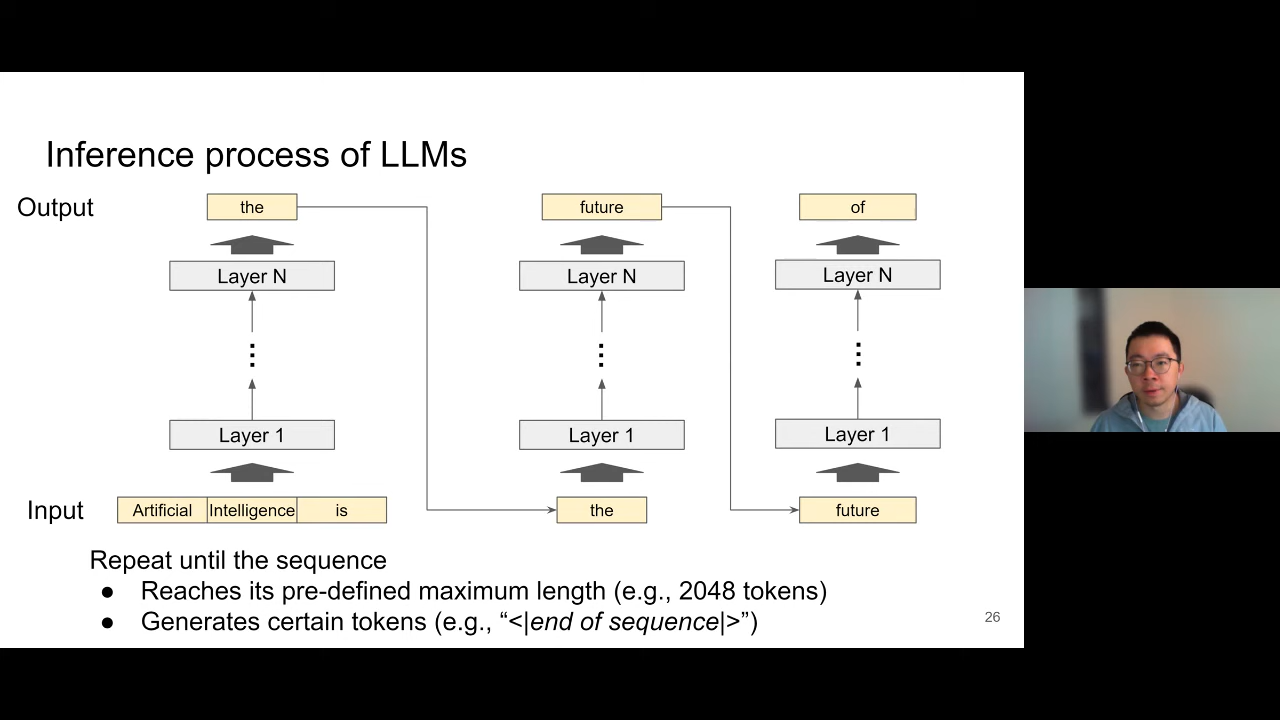 Inference process of LLMs
Output
the
future
of
Layer N
Layer N
Layer N
⋮
⋮
⋮
Layer 1
Layer 1
Layer 1
Input
Artificial Intelligence is
the
future
Repeat until the sequence
● Reaches its pre-defined maximum length (e.g., 2048 tokens)
● Generates certain tokens (e.g., “<|end of sequence|>”)
26